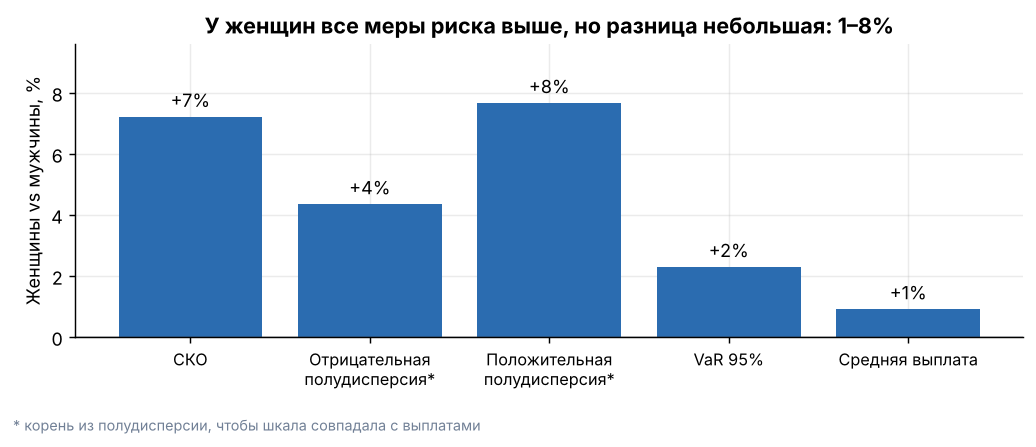 У женщин все меры риска выше, но разница небольшая: 1–8%
Женщины vs мужчины, %
8
6
4
2
0
+7%
+4%
+8%
+2%
+1%
СКО
Отрицательная
полудисперсия*
Положительная
полудисперсия*
VaR 95%
Средняя выплата
* корень из полудисперсии, чтобы шкала совпадала с выплатами